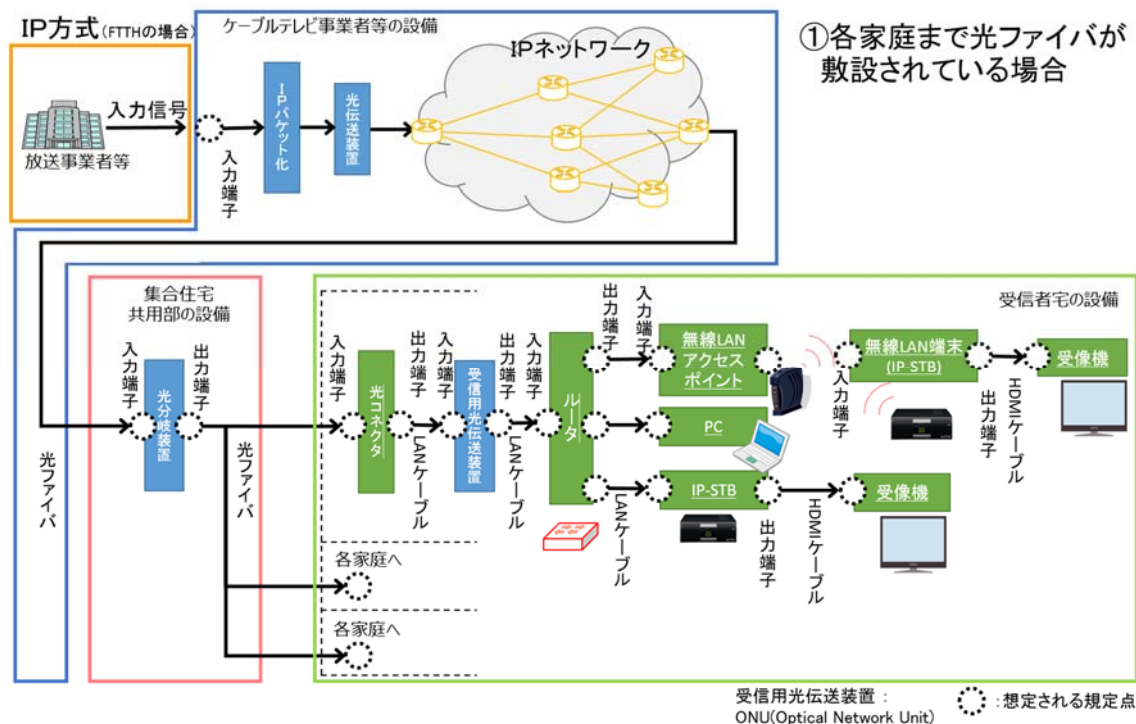 IP方式(FTTHの場合)
ケーブルテレビ事業者等の設備
IPネットワーク
①各家庭まで光ファイバが
敷設されている場合
入力信号
放送事業者等
入力端子
IPパケット化
光伝送装置
集合住宅
共用部の設備
入力端子
出力端子
光分岐装置
光ファイバ
光ファイバ
受信者宅の設備
入力端子
光コネクタ
出力端子
LANケーブル
入力端子
受信用光伝送装置
出力端子
LANケーブル
入力端子
ルータ
出力端子
入力端子
無線LAN
アクセス
ポイント
入力端子
無線LAN端末
(IP-STB)
出力端子
HDMIケーブル
受像機
PC
LANケーブル
IP-STB
出力端子
HDMIケーブル
受像機
各家庭へ
各家庭へ
受信用光伝送装置:
ONU(Optical Network Unit)
:想定される規定点